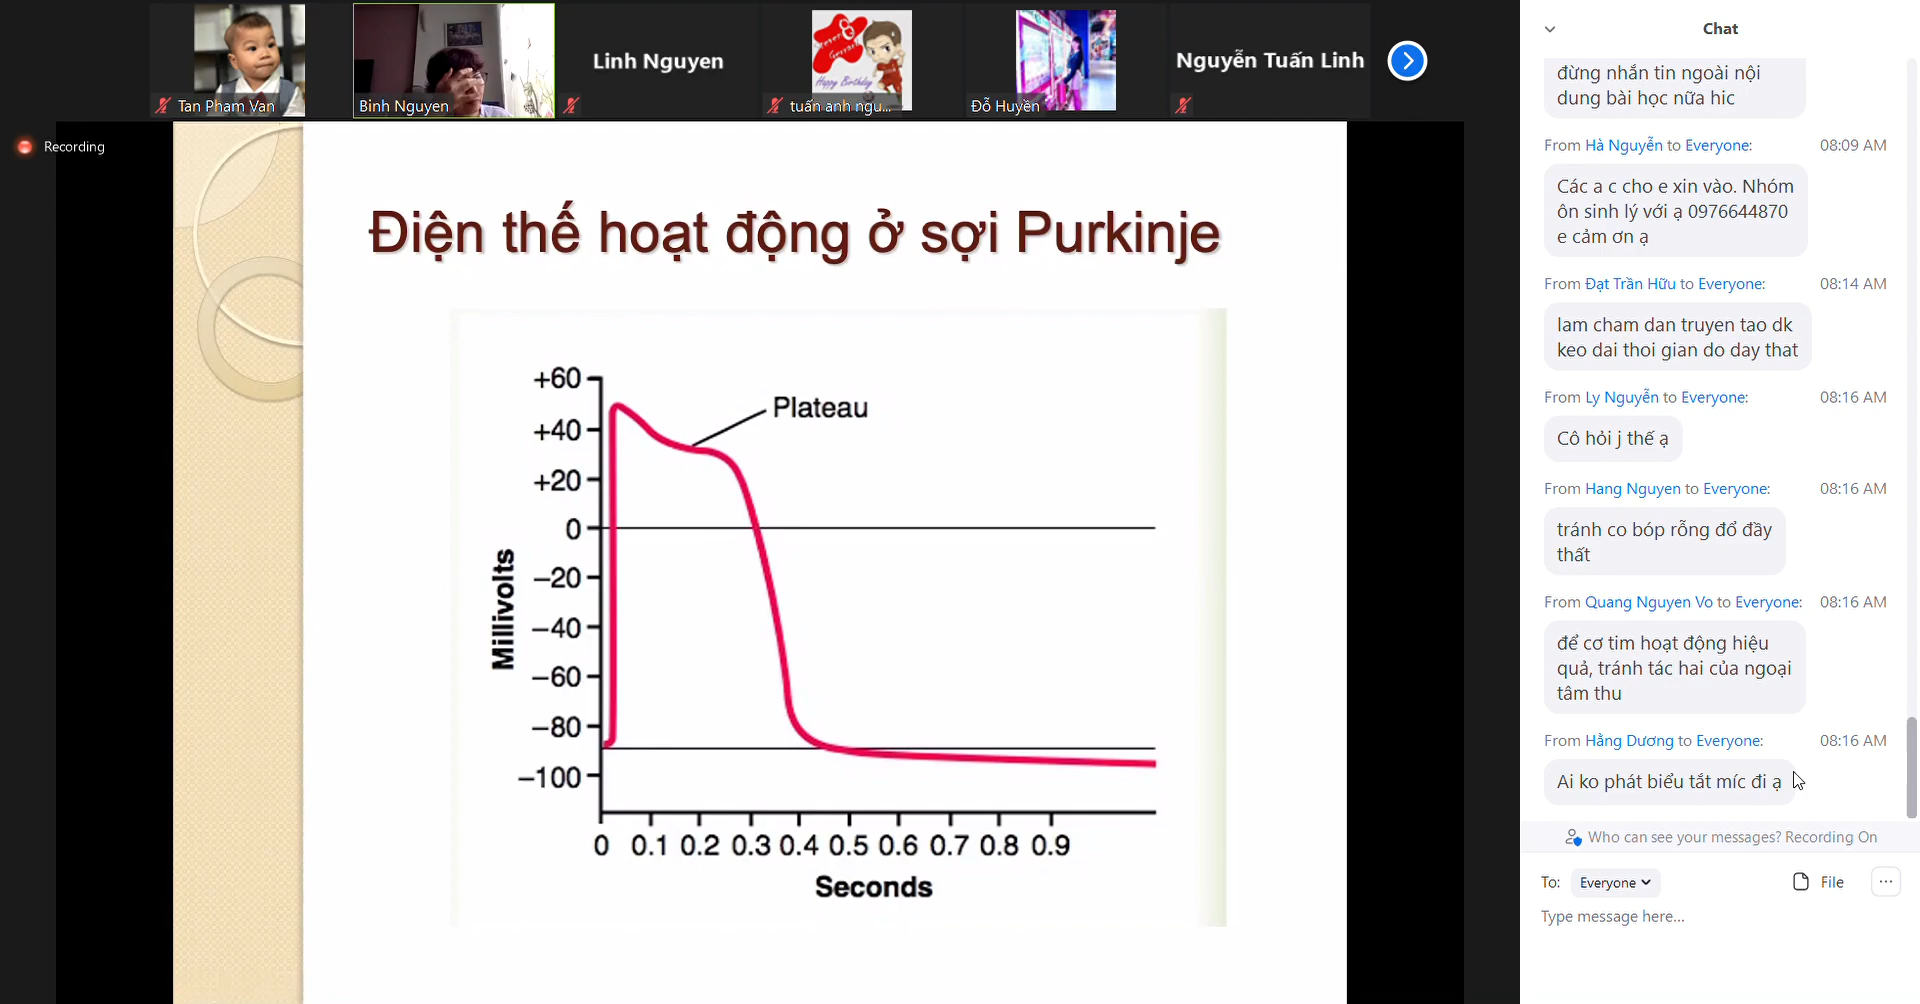 Tan Pham Van
Binh Nguyen
Linh Nguyen
Happy Birthday
tuấn anh ngu...
Đỗ Huyền
Nguyễn Tuấn Linh
Recording
Điện thế hoạt động ở sợi Purkinje
Plateau
+60
+40
+20
0
−20
−40
−60
−80
−100
Millivolts
0 0.1 0.2 0.3 0.4 0.5 0.6 0.7 0.8 0.9
Seconds
Chat
đừng nhắn tin ngoài nội
dung bài học nữa hic
From Hà Nguyễn to Everyone: 08:09 AM
Các a c cho e xin vào. Nhóm
ôn sinh lý với ạ 0976644870
e cảm ơn ạ
From Đạt Trần Hữu to Everyone: 08:14 AM
lam cham dan truyen tao dk
keo dai thoi gian do day that
From Ly Nguyễn to Everyone: 08:16 AM
Cô hỏi j thế ạ
From Hang Nguyen to Everyone: 08:16 AM
tránh co bóp rỗng đổ đầy
thất
From Quang Nguyen Vo to Everyone: 08:16 AM
để cơ tim hoạt động hiệu
quả, tránh tác hai của ngoại
tâm thu
From Hằng Dương to Everyone: 08:16 AM
Ai ko phát biểu tắt míc đi ạ
Who can see your messages? Recording On
To: Everyone File
Type message here...